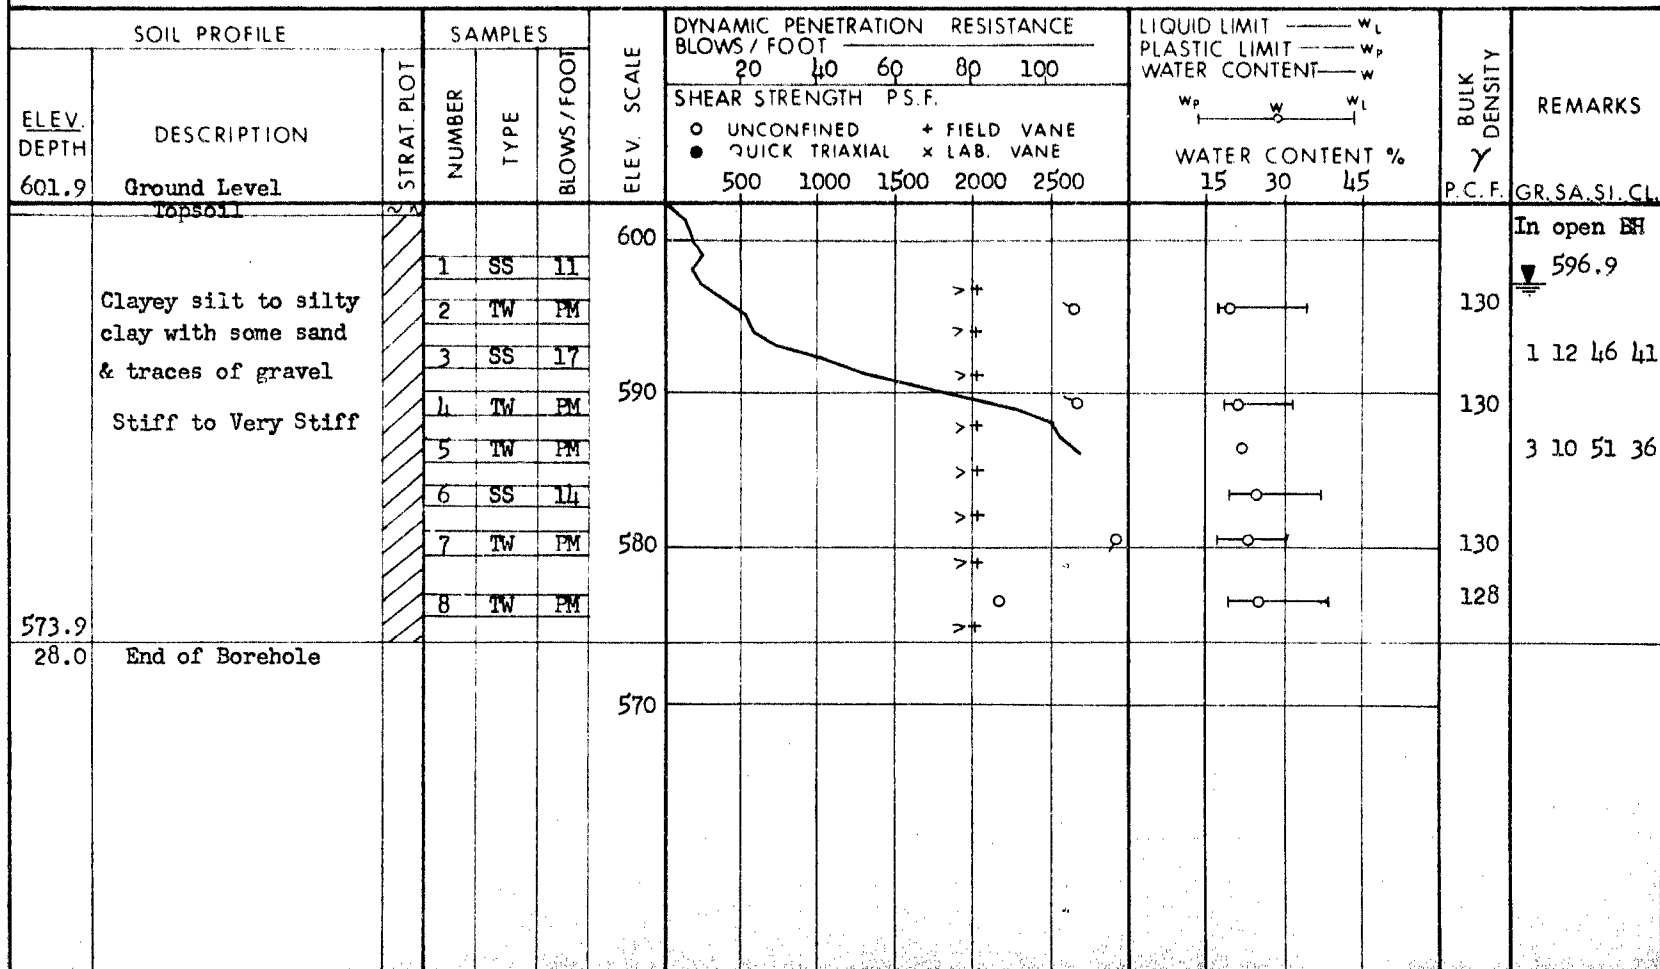 SOIL PROFILE
SAMPLES
ELEV. DEPTH
DESCRIPTION
STRAT. PLOT
NUMBER
TYPE
BLOWS / FOOT
ELEV. SCALE
DYNAMIC PENETRATION RESISTANCE
BLOWS / FOOT
20 40 60 80 100
SHEAR STRENGTH P.S.F.
○ UNCONFINED + FIELD VANE
● QUICK TRIAXIAL × LAB. VANE
500 1000 1500 2000 2500
LIQUID LIMIT —— wL
PLASTIC LIMIT —— wP
WATER CONTENT —— w
wP w wL
WATER CONTENT %
15 30 45
BULK DENSITY
γ
P.C.F.
REMARKS
GR. SA. SI. CL.
601.9 Ground Level
Topsoil
600
In open BH
596.9
1 SS 11
Clayey silt to silty
clay with some sand
& traces of gravel
Stiff to Very Stiff
2 TW PM
130
3 SS 17
1 12 46 41
590
4 TW PM
130
5 TW PM
3 10 51 36
6 SS 14
580
7 TW PM
130
8 TW PM
128
573.9
28.0 End of Borehole
570